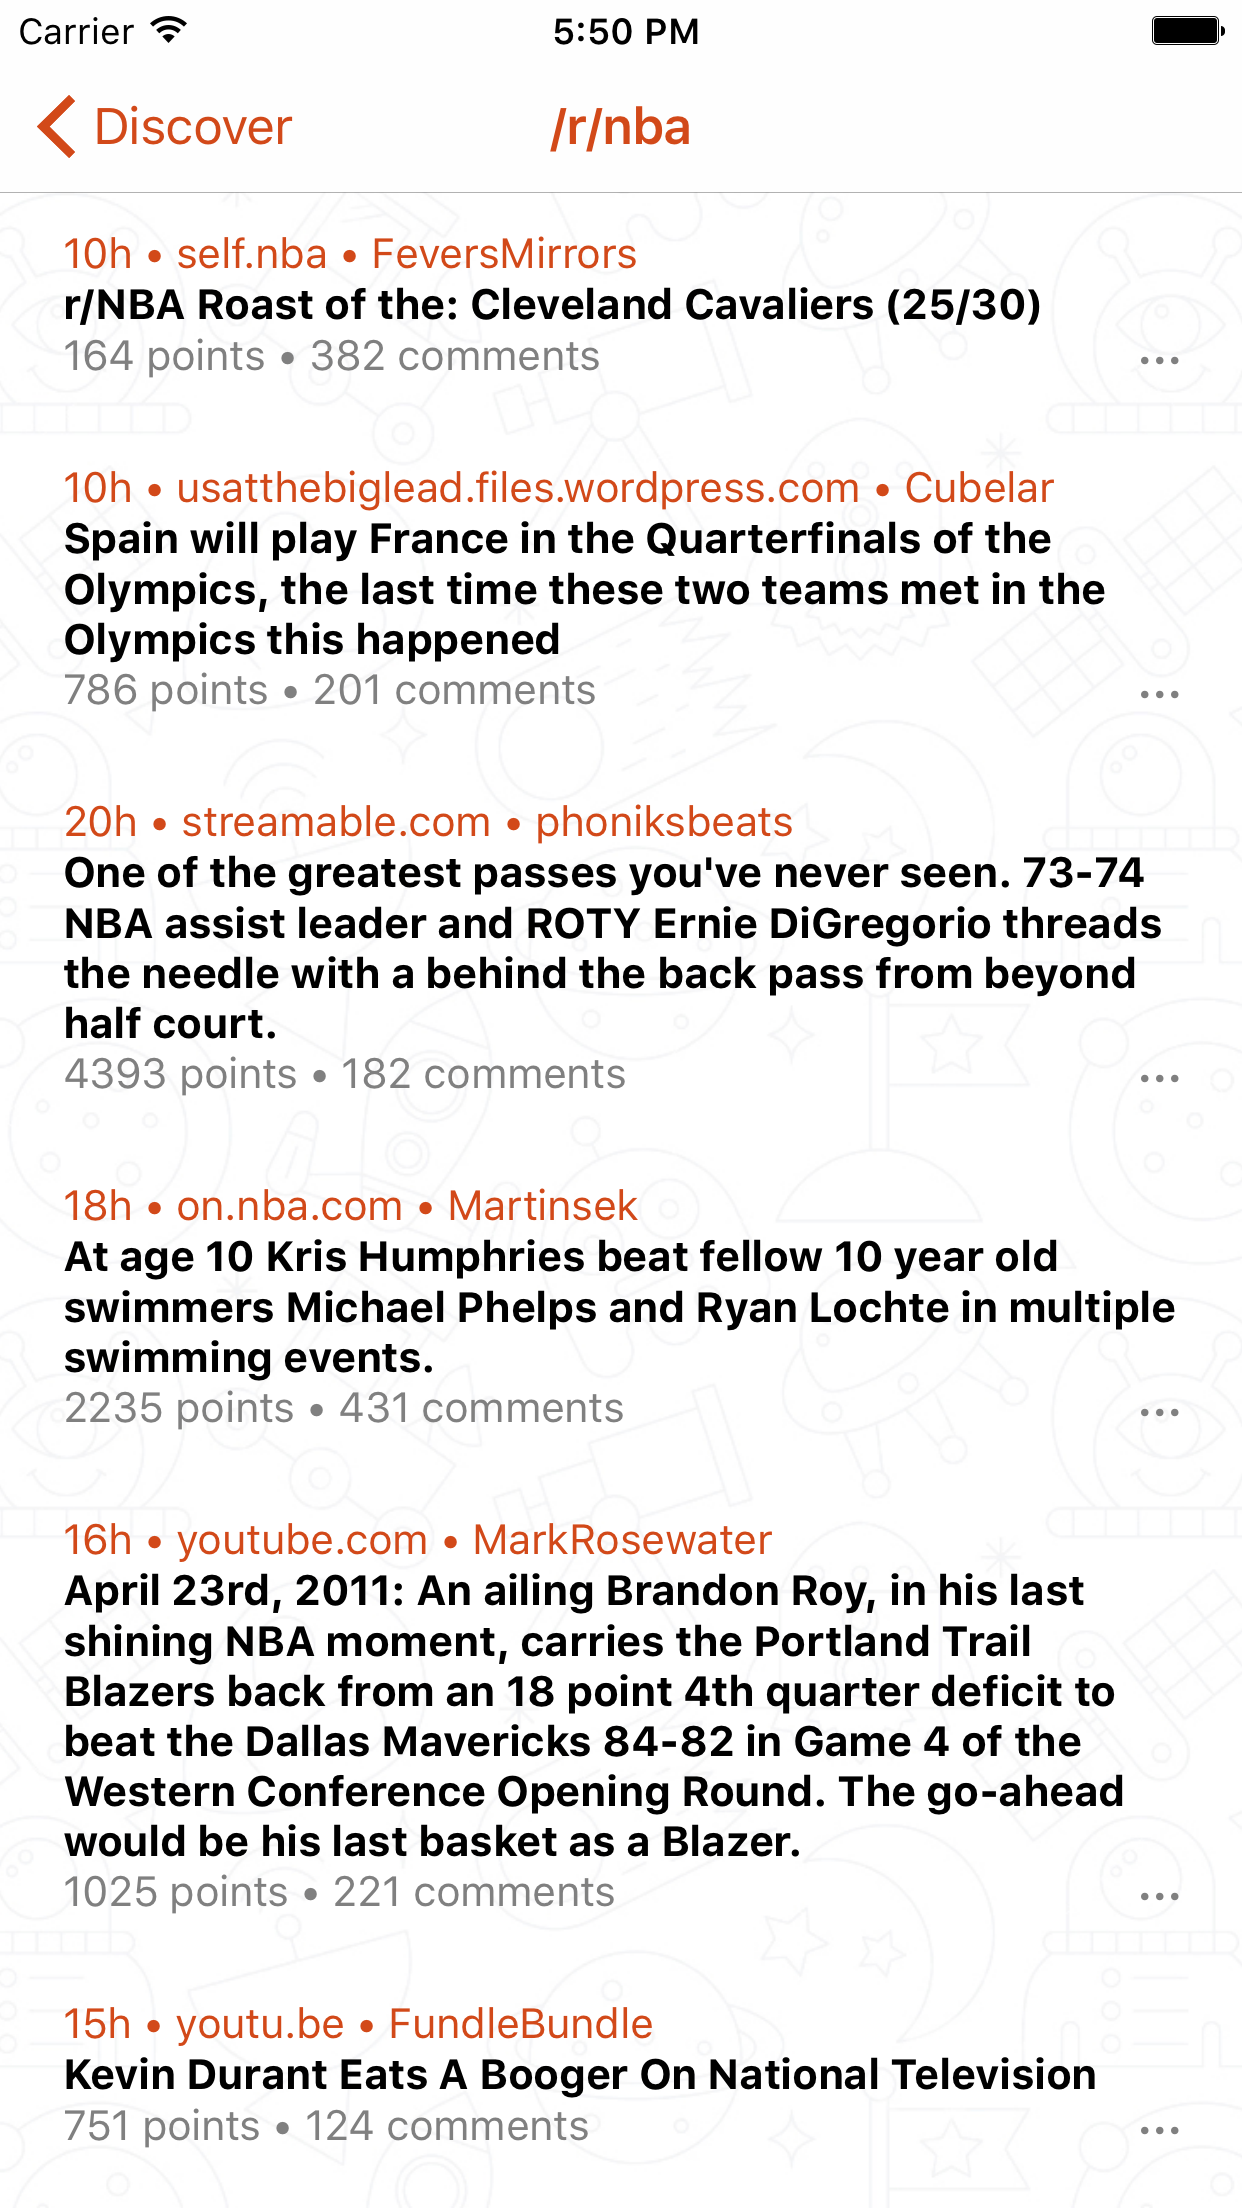 Carrier 5:50 PM
Discover /r/nba
10h • self.nba • FeversMirrors
r/NBA Roast of the: Cleveland Cavaliers (25/30)
164 points • 382 comments
10h • usatthebiglead.files.wordpress.com • Cubelar
Spain will play France in the Quarterfinals of the
Olympics, the last time these two teams met in the
Olympics this happened
786 points • 201 comments
20h • streamable.com • phoniksbeats
One of the greatest passes you've never seen. 73-74
NBA assist leader and ROTY Ernie DiGregorio threads
the needle with a behind the back pass from beyond
half court.
4393 points • 182 comments
18h • on.nba.com • Martinsek
At age 10 Kris Humphries beat fellow 10 year old
swimmers Michael Phelps and Ryan Lochte in multiple
swimming events.
2235 points • 431 comments
16h • youtube.com • MarkRosewater
April 23rd, 2011: An ailing Brandon Roy, in his last
shining NBA moment, carries the Portland Trail
Blazers back from an 18 point 4th quarter deficit to
beat the Dallas Mavericks 84-82 in Game 4 of the
Western Conference Opening Round. The go-ahead
would be his last basket as a Blazer.
1025 points • 221 comments
15h • youtu.be • FundleBundle
Kevin Durant Eats A Booger On National Television
751 points • 124 comments